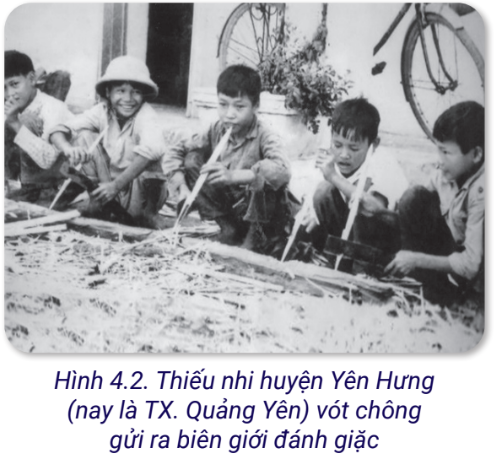 Hình 4.2. Thiếu nhi huyện Yên Hưng
(nay là TX. Quảng Yên) vót chông
gửi ra biên giới đánh giặc